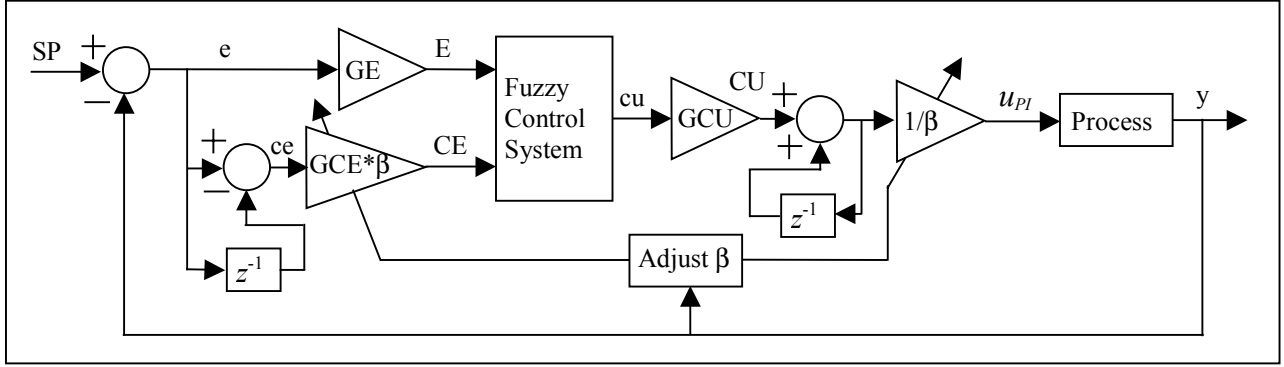 SP
+
−
e
GE
E
+
−
ce
GCE*β
CE
z⁻¹
Fuzzy
Control
System
cu
GCU
CU
+
+
z⁻¹
1/β
u_PI
Process
y
Adjust β